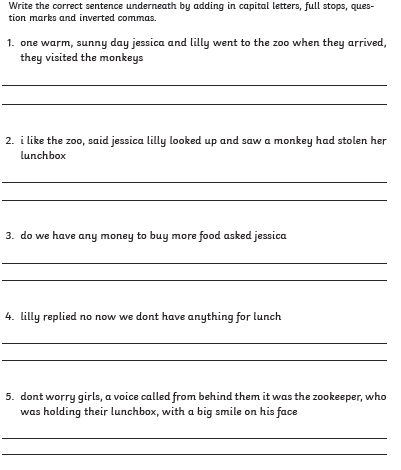 Write the correct sentence underneath by adding in capital letters, full stops, ques-
tion marks and inverted commas.
1. one warm, sunny day jessica and lilly went to the zoo when they arrived,
they visited the monkeys
2. i like the zoo, said jessica lilly looked up and saw a monkey had stolen her
lunchbox
3. do we have any money to buy more food asked jessica
4. lilly replied no now we dont have anything for lunch
5. dont worry girls, a voice called from behind them it was the zookeeper, who
was holding their lunchbox, with a big smile on his face